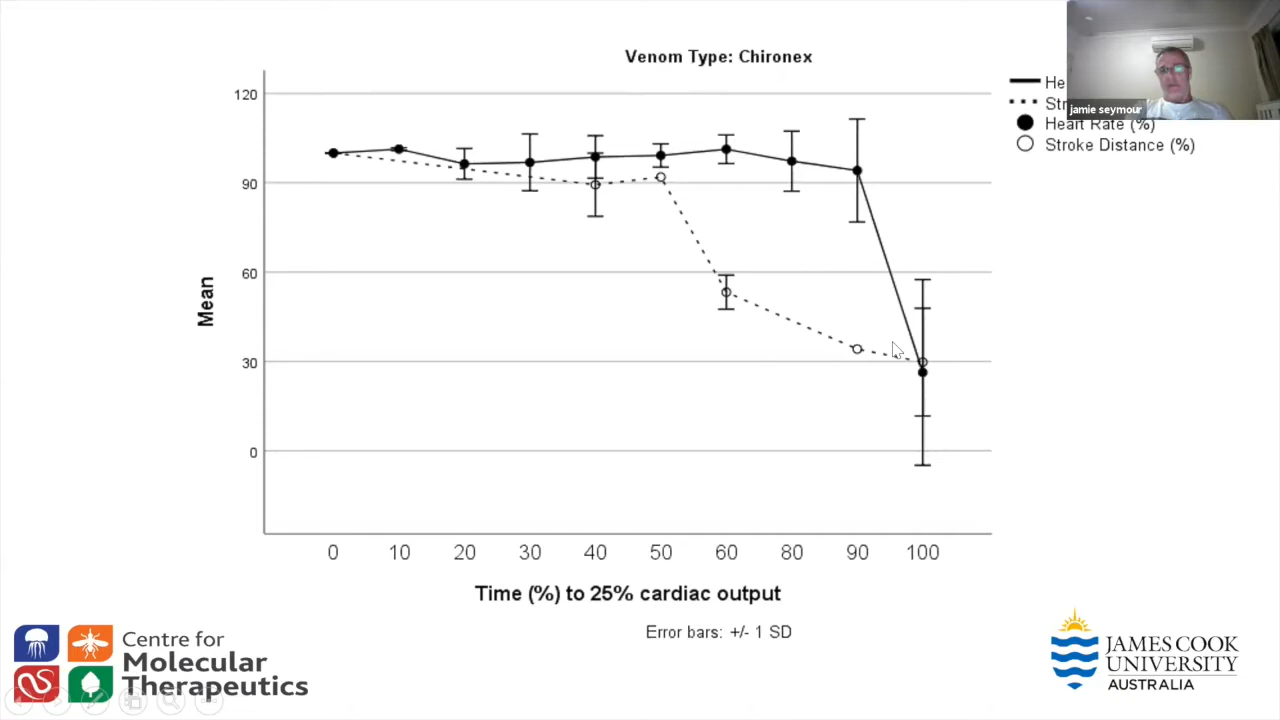 Venom Type: Chironex
He
Str
jamie seymour
Heart Rate (%)
Stroke Distance (%)
120
90
60
30
0
Mean
0 10 20 30 40 50 60 80 90 100
Time (%) to 25% cardiac output
Error bars: +/- 1 SD
Centre for
Molecular
Therapeutics
JAMES COOK
UNIVERSITY
AUSTRALIA